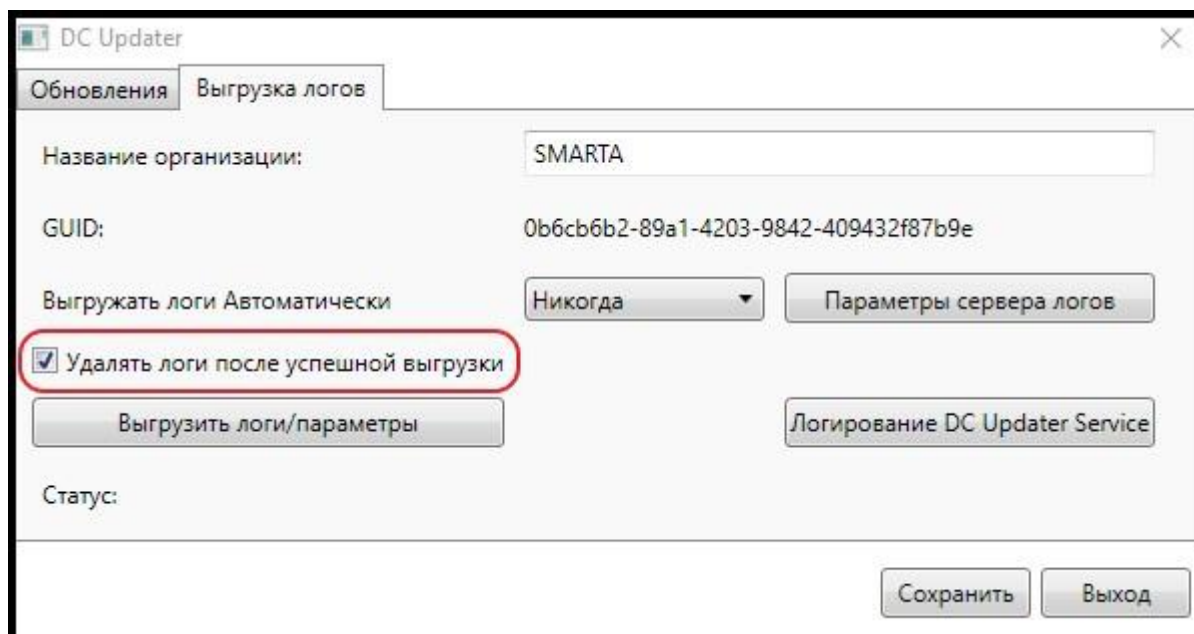 DC Updater
Обновления Выгрузка логов
Название организации: SMARTA
GUID: 0b6cb6b2-89a1-4203-9842-409432f87b9e
Выгружать логи Автоматически Никогда Параметры сервера логов
Удалять логи после успешной выгрузки
Выгрузить логи/параметры Логирование DC Updater Service
Статус:
Сохранить Выход